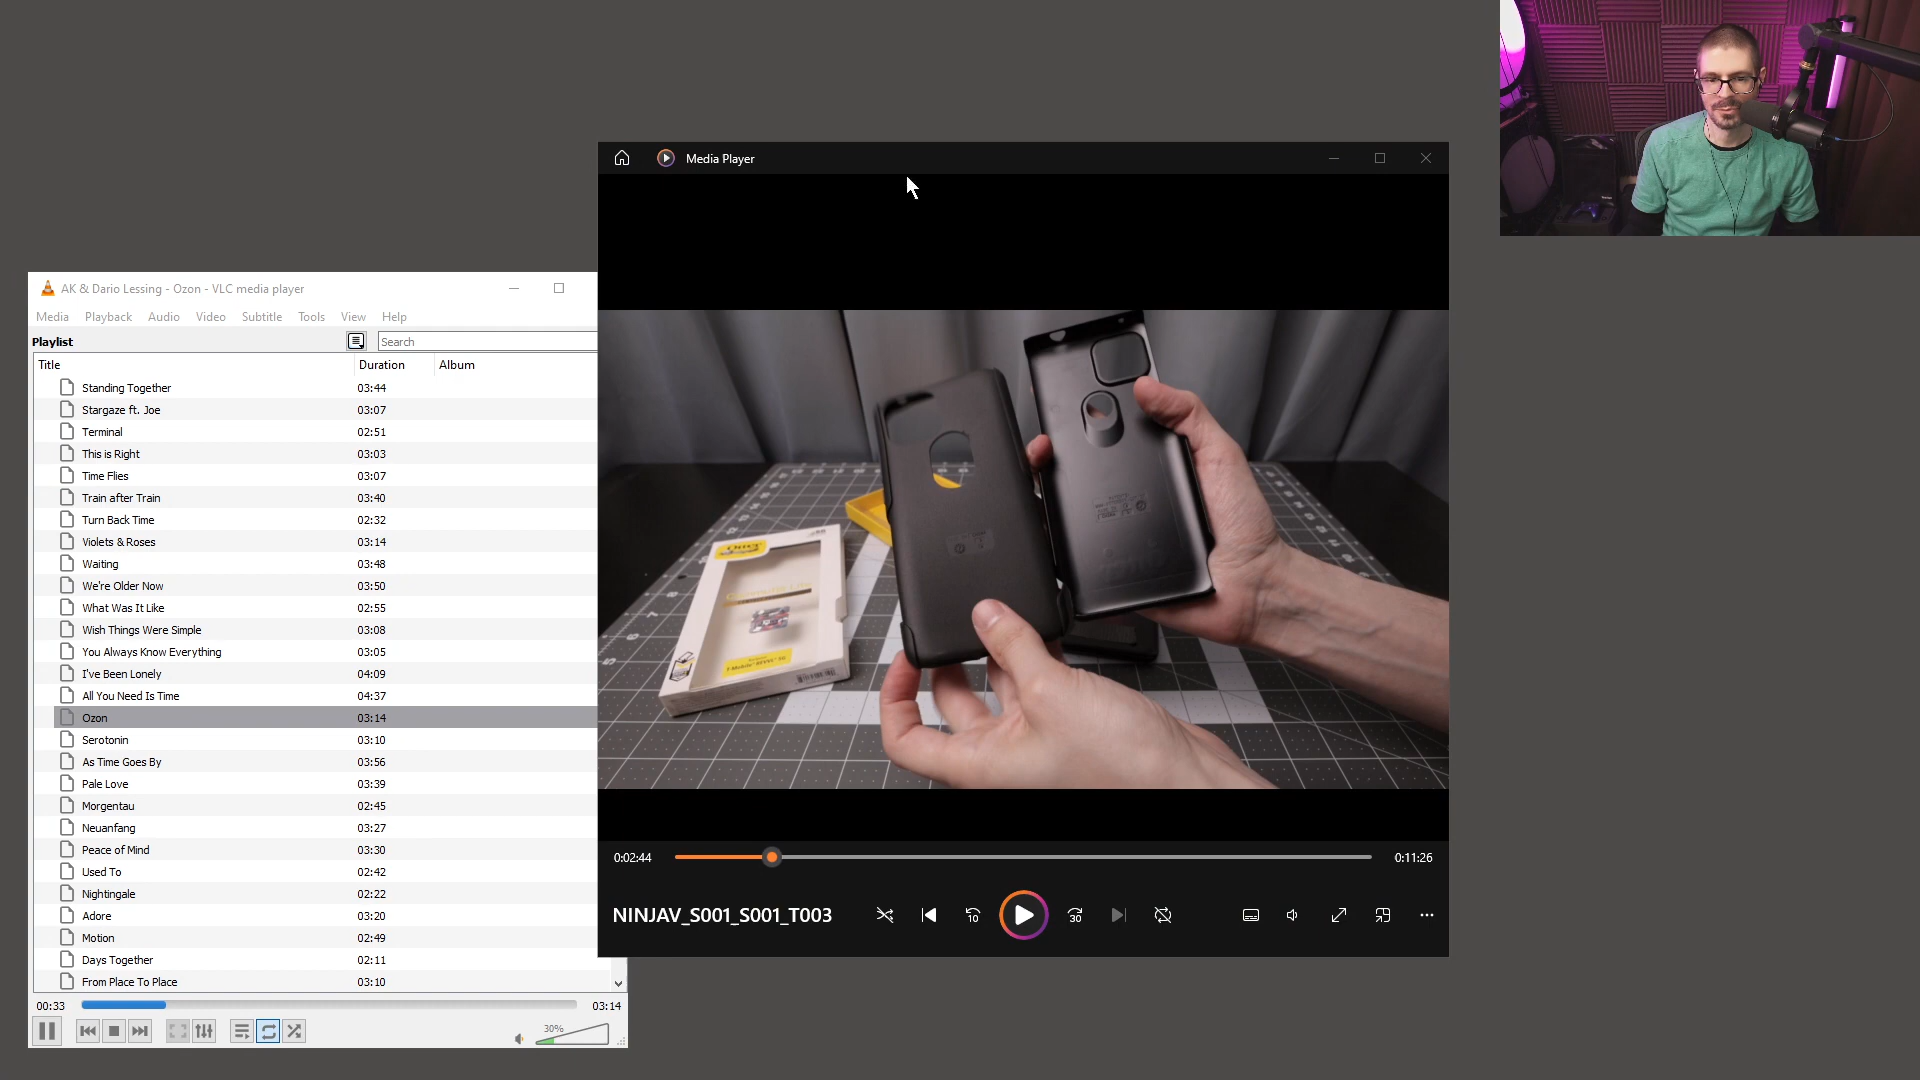 AK & Dario Lessing - Ozon - VLC media player
Media Playback Audio Video Subtitle Tools View Help
Playlist
Search
Title Duration Album
Standing Together 03:44
Stargaze ft. Joe 03:07
Terminal 02:51
This is Right 03:03
Time Flies 03:07
Train after Train 03:40
Turn Back Time 02:32
Violets & Roses 03:14
Waiting 03:48
We're Older Now 03:50
What Was It Like 02:55
Wish Things Were Simple 03:08
You Always Know Everything 03:05
I've Been Lonely 04:09
All You Need Is Time 04:37
Ozon 03:14
Serotonin 03:10
As Time Goes By 03:56
Pale Love 03:39
Morgentau 02:45
Neuanfang 03:27
Peace of Mind 03:30
Used To 02:42
Nightingale 02:22
Adore 03:20
Motion 02:49
Days Together 02:11
From Place To Place 03:10
00:33 03:14
30%
Media Player
0:02:44 0:11:26
NINJAV_S001_S001_T003
10
30